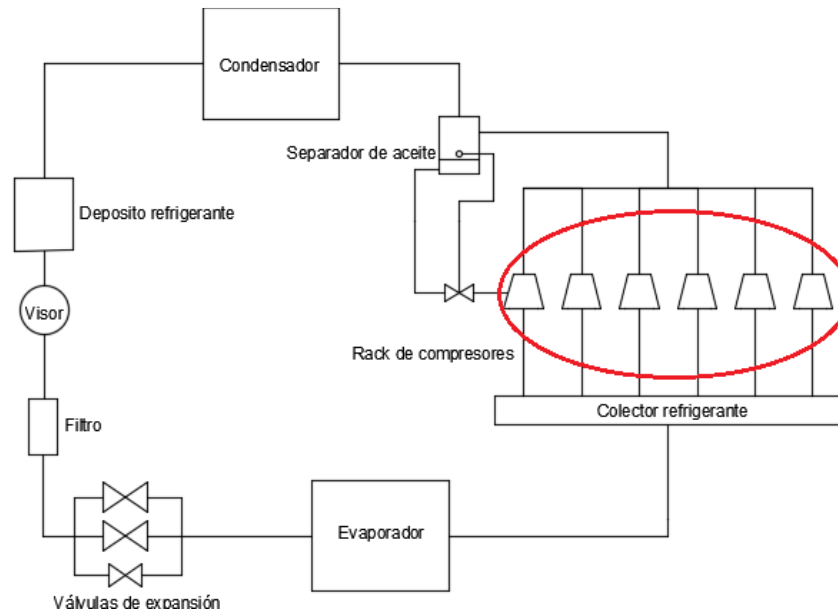 Condensador
Separador de aceite
Deposito refrigerante
Visor
Rack de compresores
Colector refrigerante
Filtro
Evaporador
Válvulas de expansión